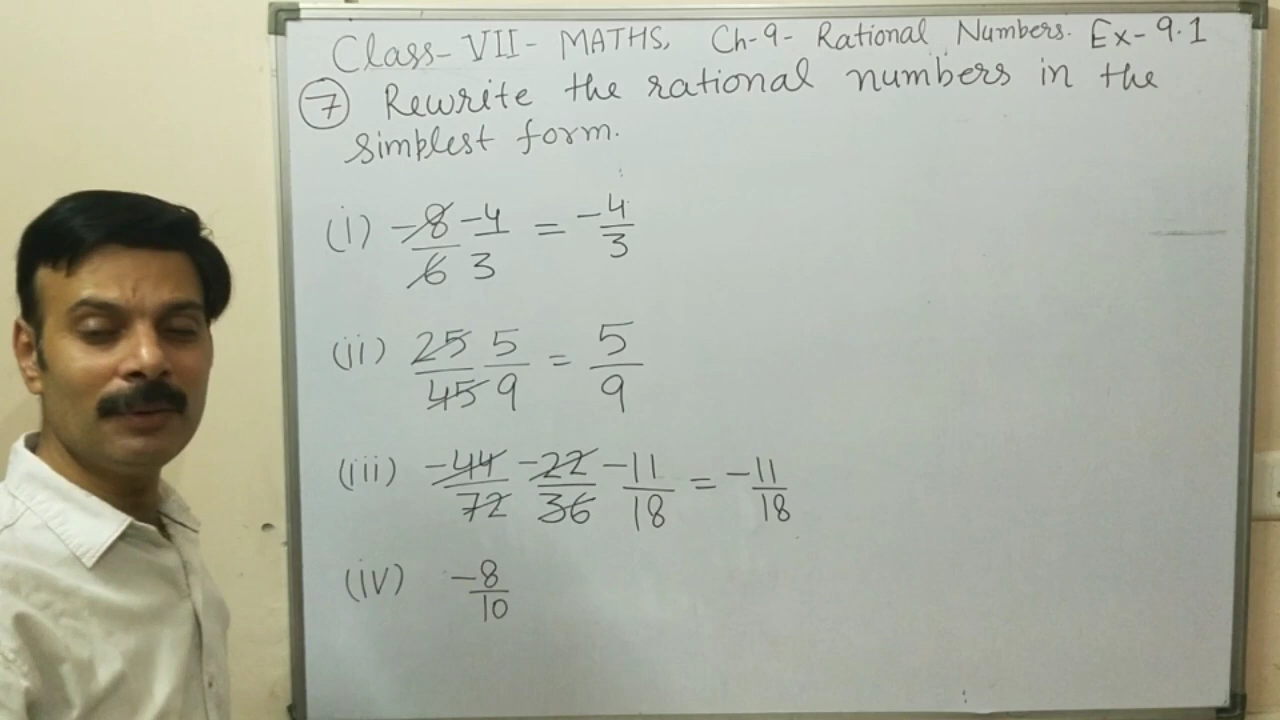 Class-VII- MATHS, Ch-9- Rational Numbers. Ex-9.1
7 Rewrite the rational numbers in the
simplest form.
(i) -8/6 -4/3 = -4/3
(ii) 25/45 5/9 = 5/9
(iii) -44/72 -22/36 -11/18 = -11/18
(iv) -8/10